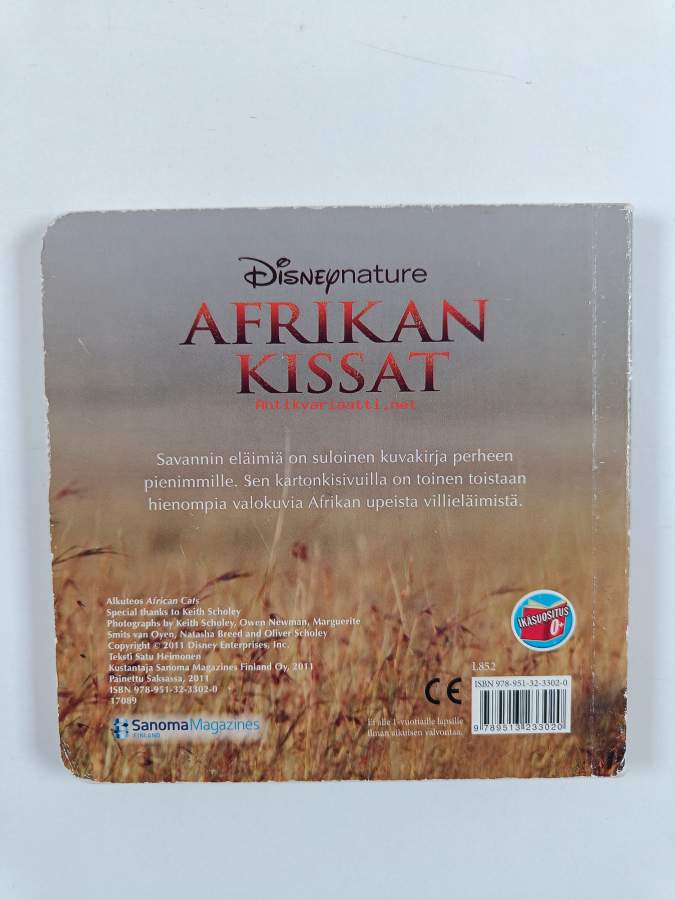 Disneynature
AFRIKAN
KISSAT
Antikvariaatti.net
Savannin eläimiä on suloinen kuvakirja perheen
pienimmille. Sen kartonkisivuilla on toinen toistaan
hienompia valokuvia Afrikan upeista villieläimistä.
Alkuteos African Cats
Special thanks to Keith Scholey
Photographs by Keith Scholey, Owen Newman, Marguerite
Smits van Oyen, Natasha Breed and Oliver Scholey
Copyright © 2011 Disney Enterprises, Inc.
Teksti Satu Heimonen
Kustantaja Sanoma Magazines Finland Oy, 2011
Painettu Saksassa, 2011
ISBN 978-951-32-3302-0
17089
SanomaMagazines
FINLAND
IKÄSUOSITUS
0+
L852
CE
Ei alle 1-vuotiaille lapsille
ilman aikuisen valvontaa.
ISBN 978-951-32-3302-0
9 789513 233020